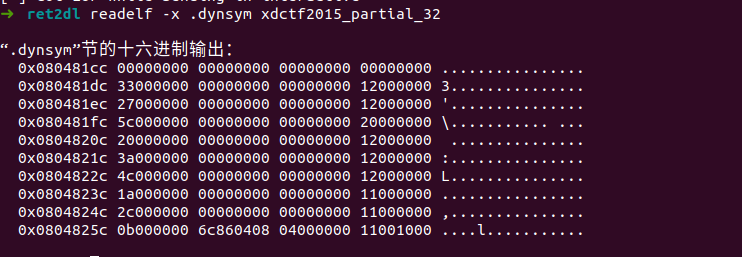 ➜ ret2dl readelf -x .dynsym xdctf2015_partial_32
“.dynsym”节的十六进制输出：
0x080481cc 00000000 00000000 00000000 00000000 ................
0x080481dc 33000000 00000000 00000000 12000000 3...............
0x080481ec 27000000 00000000 00000000 12000000 '...............
0x080481fc 5c000000 00000000 00000000 20000000 \........... ...
0x0804820c 20000000 00000000 00000000 12000000  ...............
0x0804821c 3a000000 00000000 00000000 12000000 :...............
0x0804822c 4c000000 00000000 00000000 12000000 L...............
0x0804823c 1a000000 00000000 00000000 11000000 ................
0x0804824c 2c000000 00000000 00000000 11000000 ,...............
0x0804825c 0b000000 6c860408 04000000 11001000 ....l...........